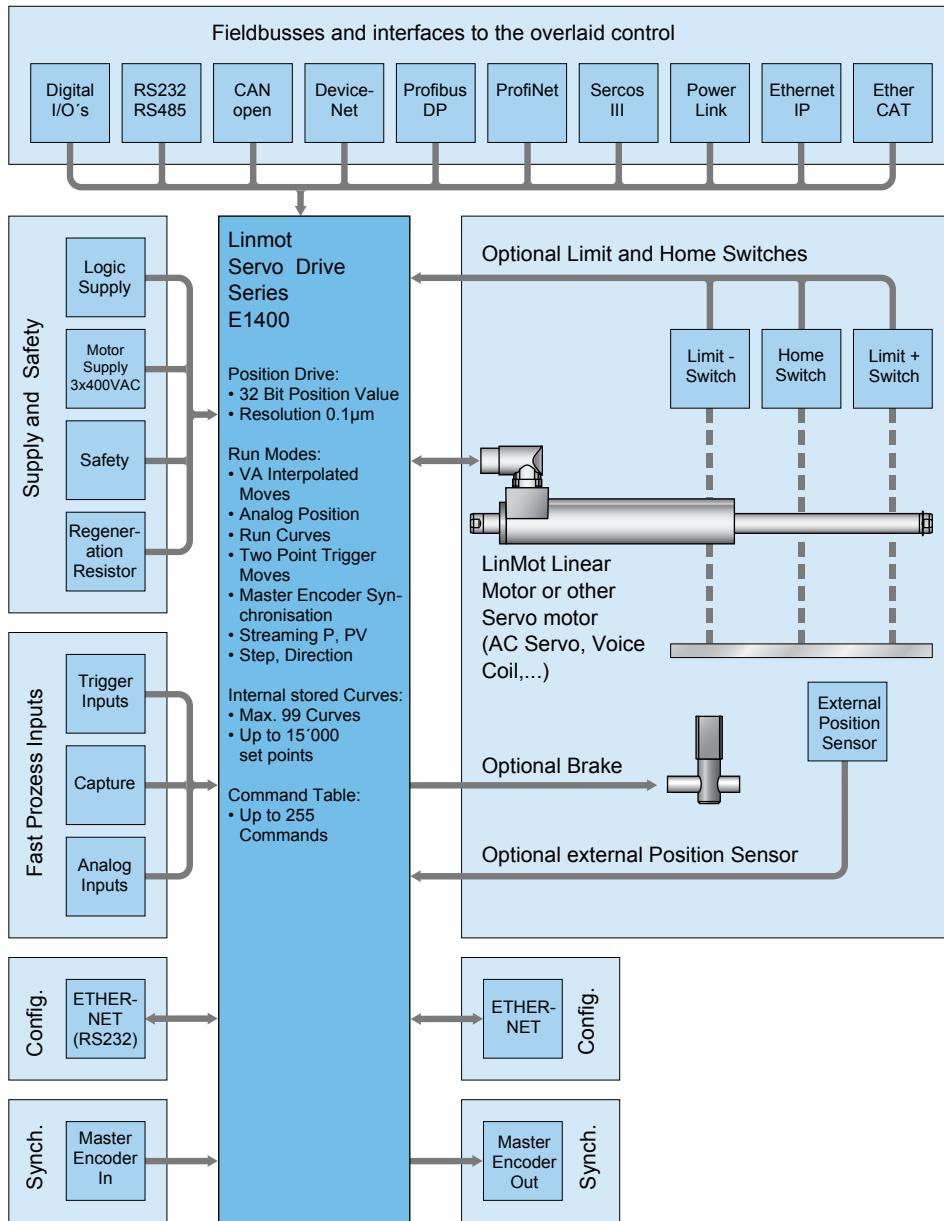 Fieldbusses and interfaces to the overlaid control
Digital
I/O´s
RS232
RS485
CAN
open
Device-
Net
Profibus
DP
ProfiNet
Sercos
III
Power
Link
Ethernet
IP
Ether
CAT
Supply and Safety
Logic
Supply
Motor
Supply
3x400VAC
Safety
Regener-
ation
Resistor
Fast Prozess Inputs
Trigger
Inputs
Capture
Analog
Inputs
Config.
ETHER-
NET
(RS232)
Synch.
Master
Encoder
In
Linmot
Servo Drive
Series
E1400
Position Drive:
• 32 Bit Position Value
• Resolution 0.1µm
Run Modes:
• VA Interpolated
Moves
• Analog Position
• Run Curves
• Two Point Trigger
Moves
• Master Encoder Syn-
chronisation
• Streaming P, PV
• Step, Direction
Internal stored Curves:
• Max. 99 Curves
• Up to 15´000
set points
Command Table:
• Up to 255
Commands
Optional Limit and Home Switches
Limit -
Switch
Home
Switch
Limit +
Switch
LinMot Linear
Motor or other
Servo motor
(AC Servo, Voice
Coil,...)
External
Position
Sensor
Optional Brake
Optional external Position Sensor
ETHER-
NET
Config.
Master
Encoder
Out
Synch.